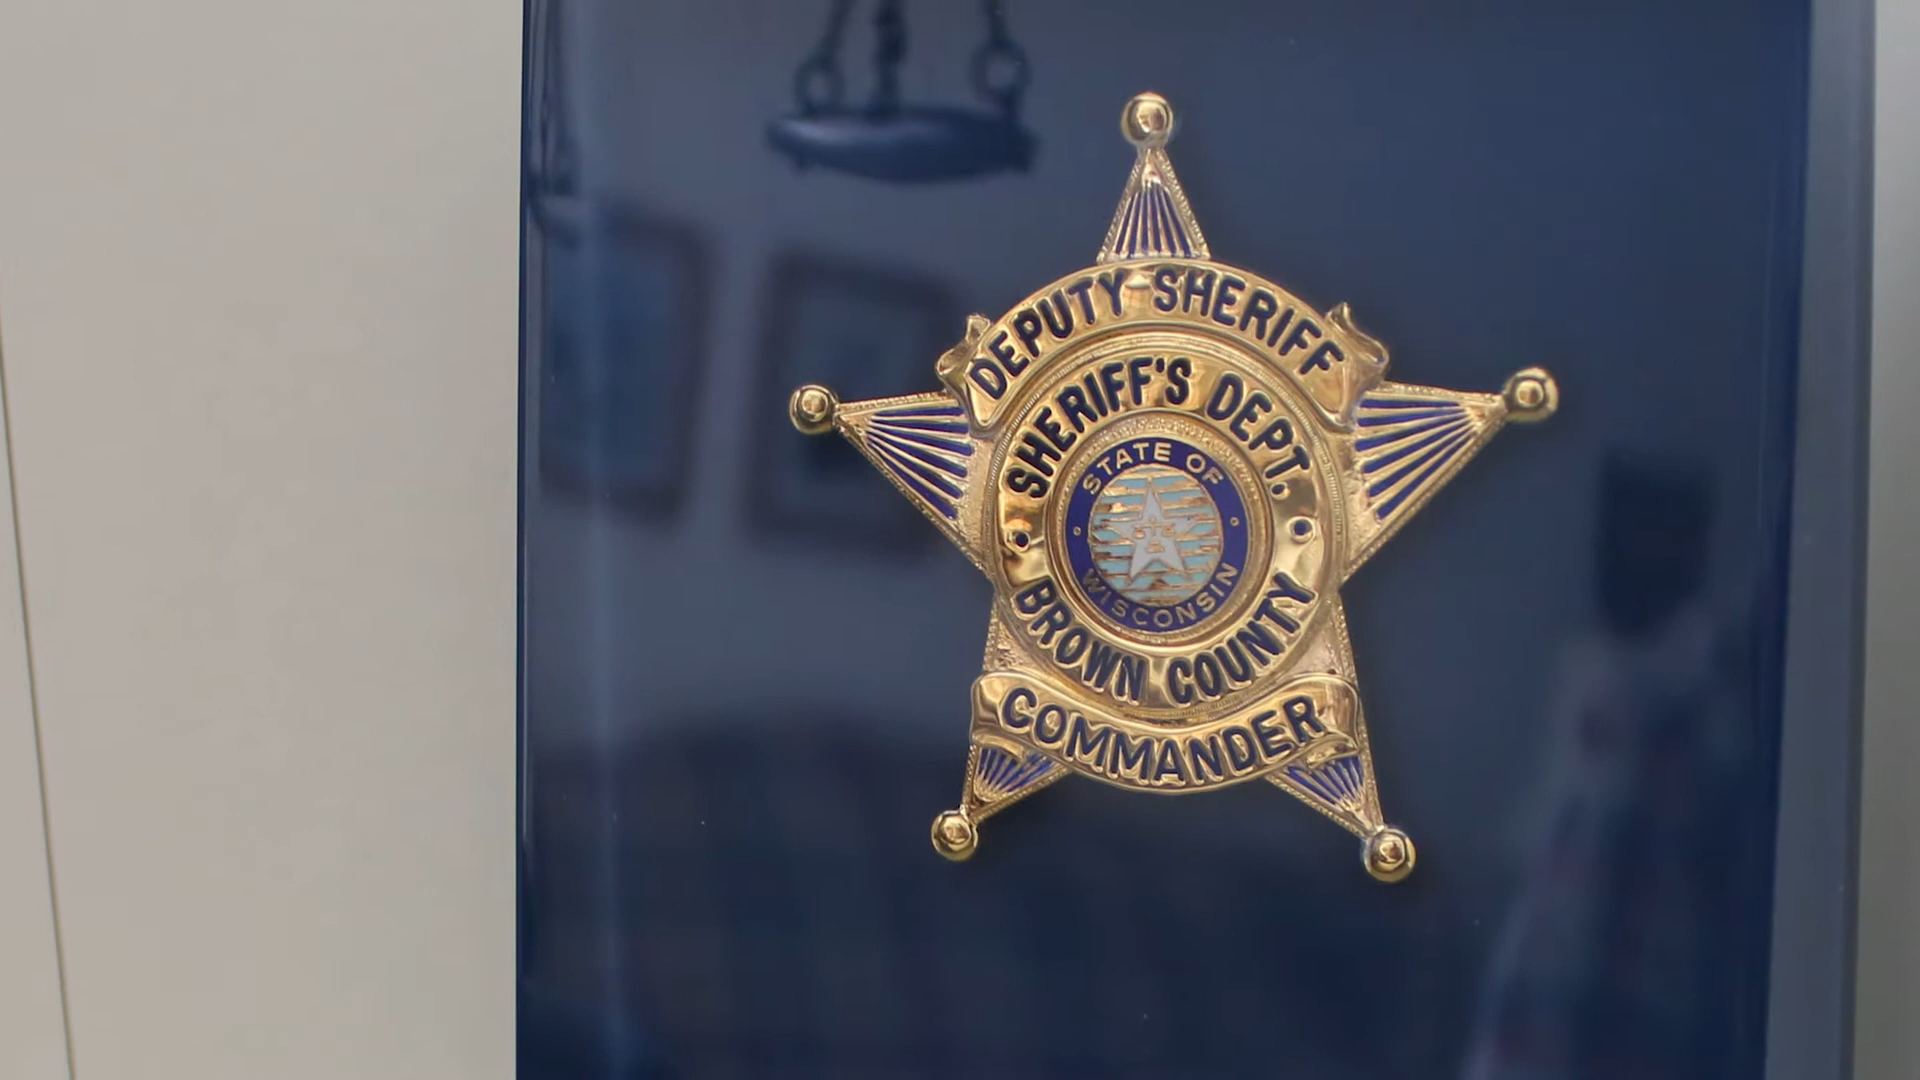 DEPUTY SHERIFF
SHERIFF'S DEPT.
STATE OF
WISCONSIN
BROWN COUNTY
COMMANDER